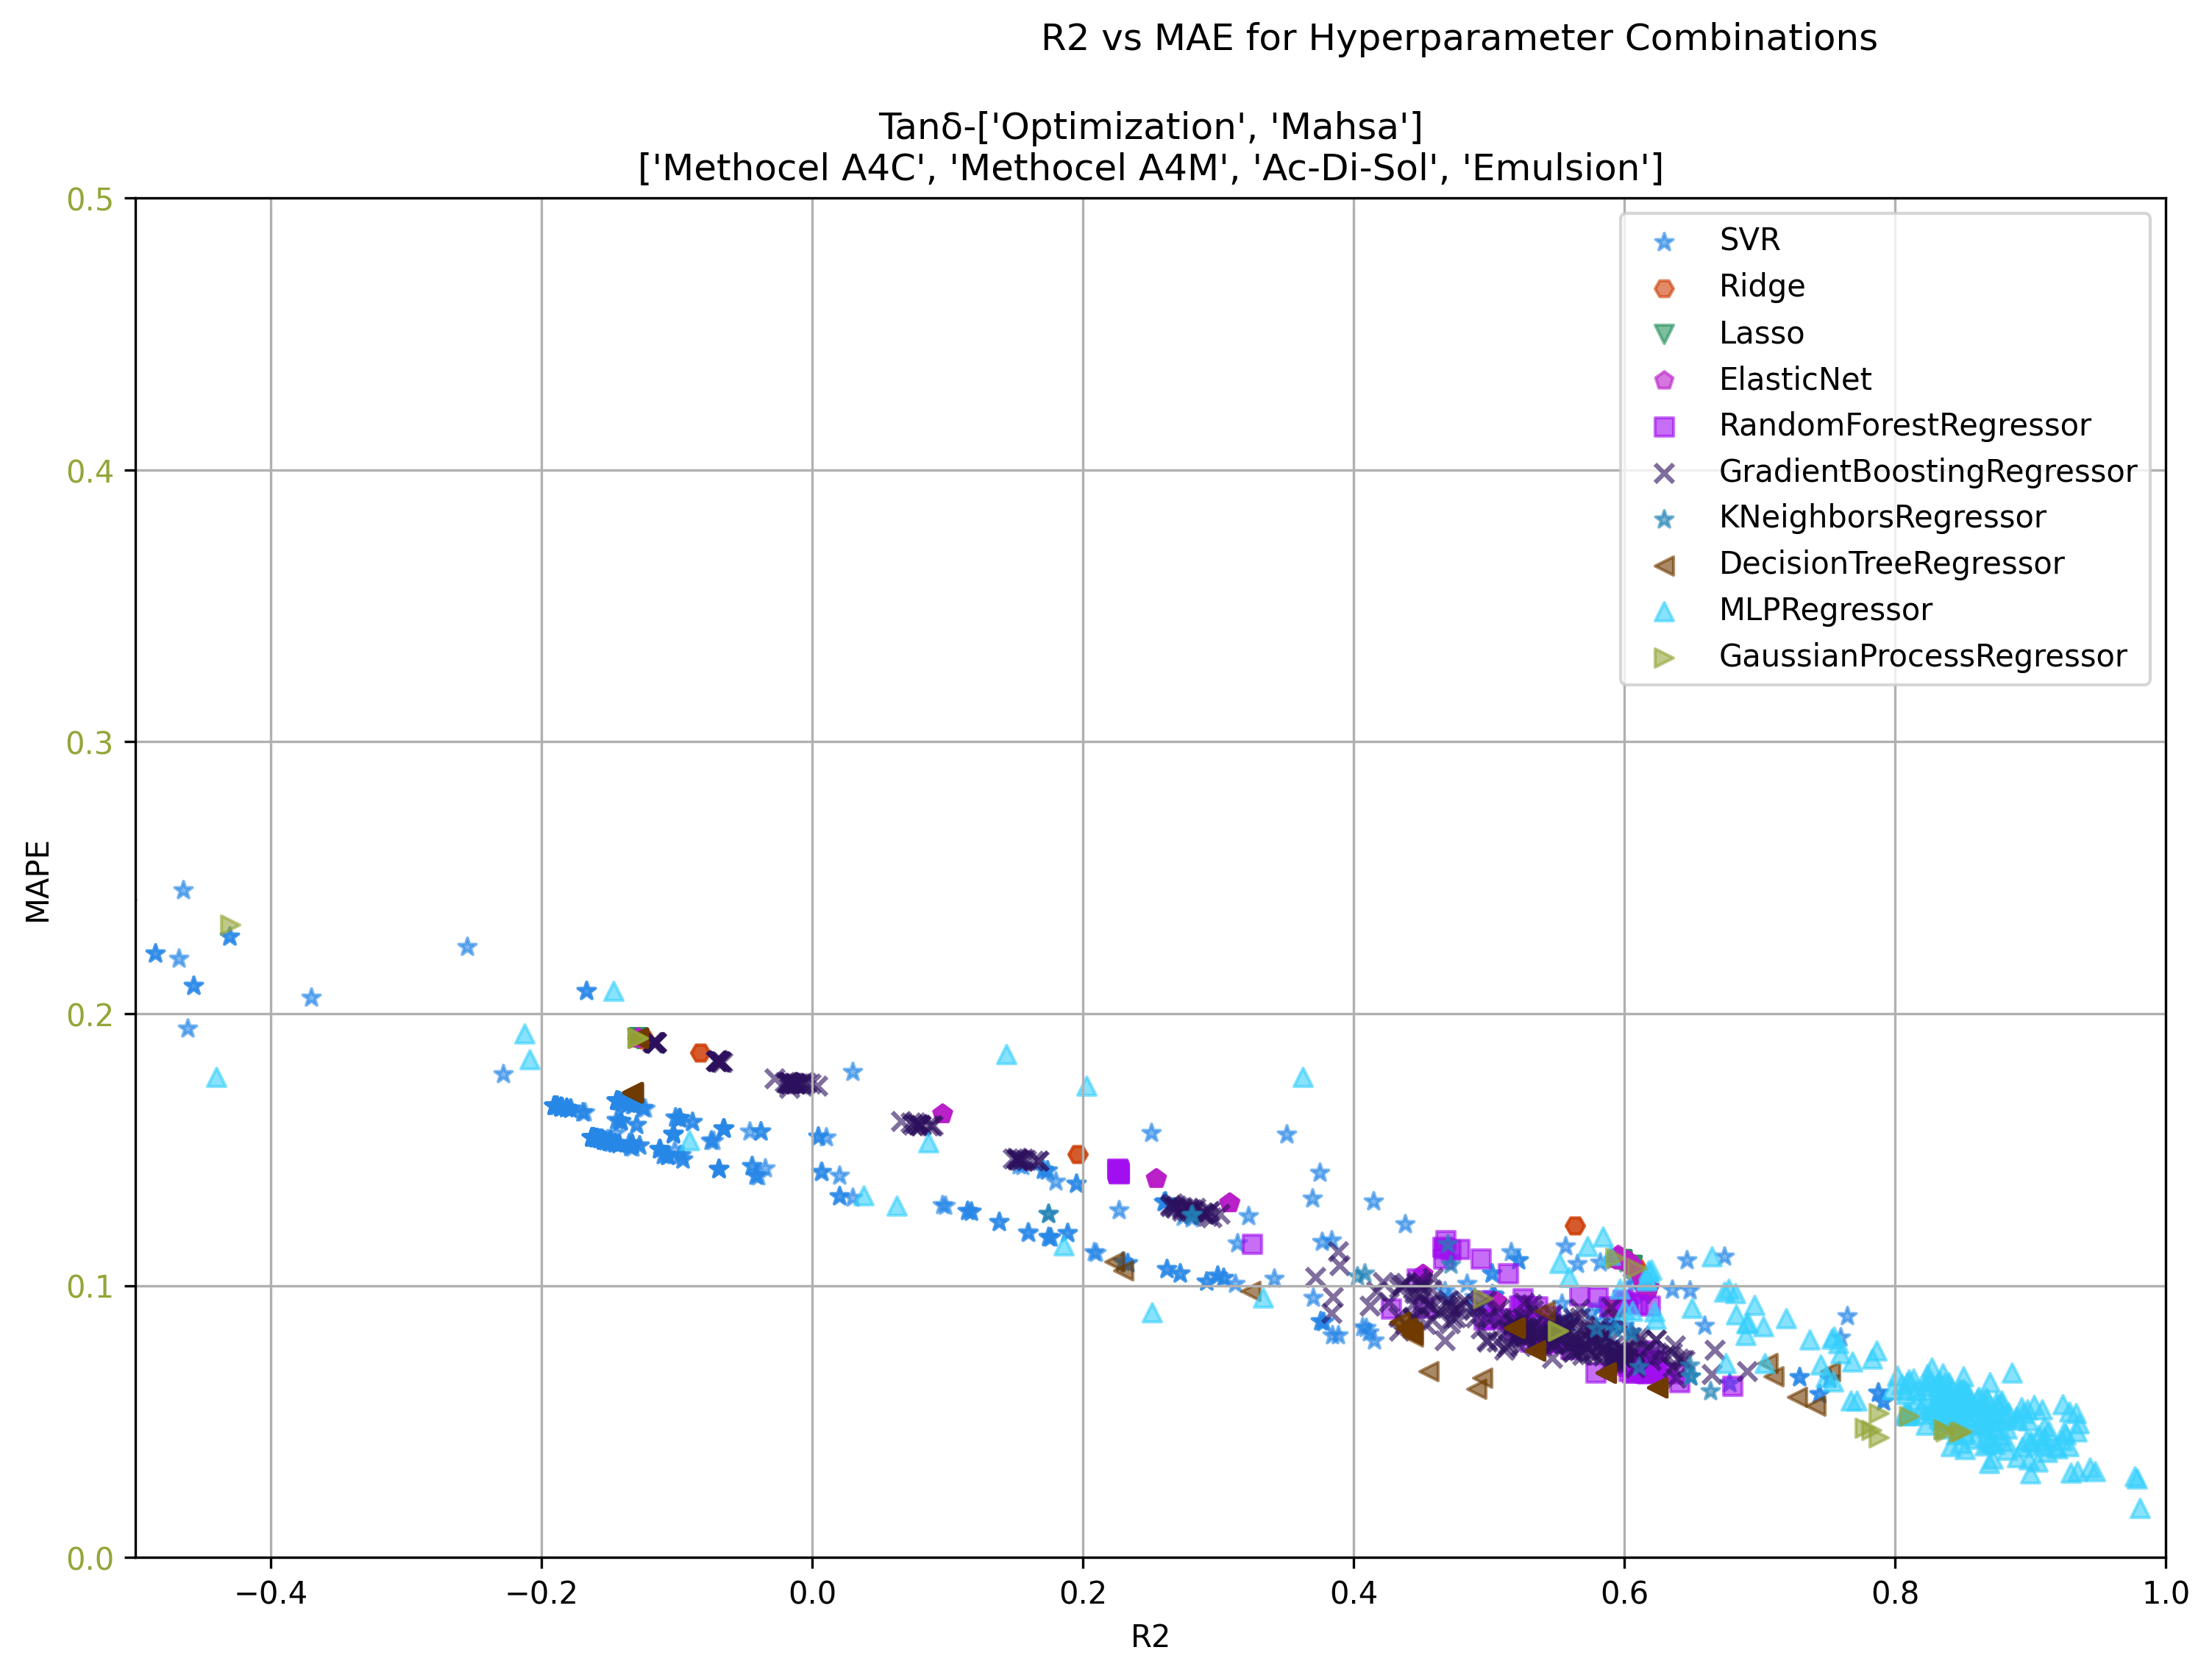 R2 vs MAE for Hyperparameter Combinations
Tanδ-['Optimization', 'Mahsa']
['Methocel A4C', 'Methocel A4M', 'Ac-Di-Sol', 'Emulsion']
0.5
0.4
0.3
0.2
0.1
0.0
MAPE
SVR
Ridge
Lasso
ElasticNet
RandomForestRegressor
GradientBoostingRegressor
KNeighborsRegressor
DecisionTreeRegressor
MLPRegressor
GaussianProcessRegressor
−0.4 −0.2 0.0 0.2 0.4 0.6 0.8 1.0
R2